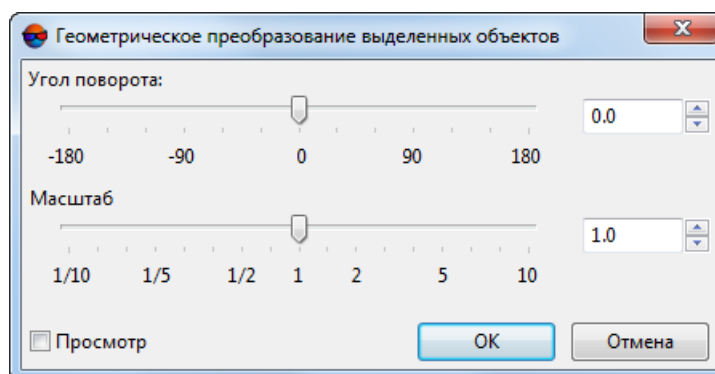 Геометрическое преобразование выделенных объектов
Угол поворота:
0.0
-180 -90 0 90 180
Масштаб
1.0
1/10 1/5 1/2 1 2 5 10
Просмотр OK Отмена